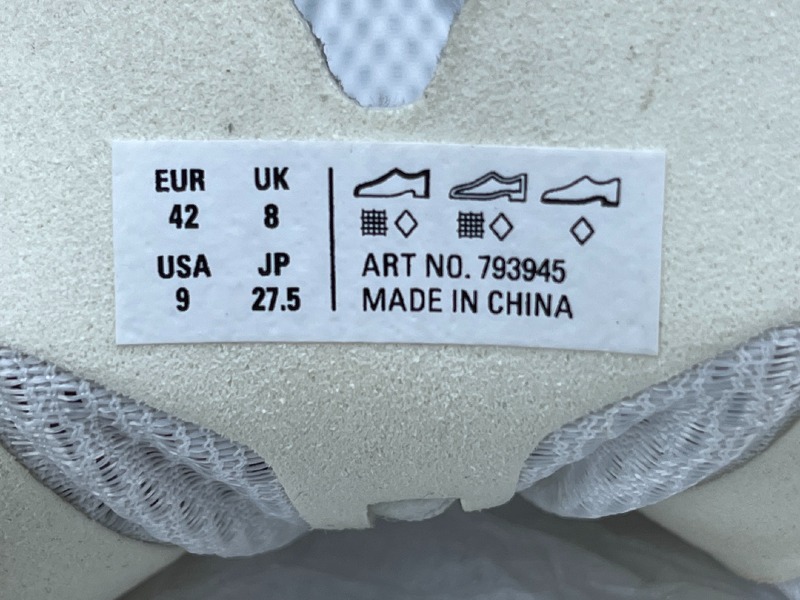 EUR UK
42 8
USA JP
9 27.5
ART NO. 793945
MADE IN CHINA